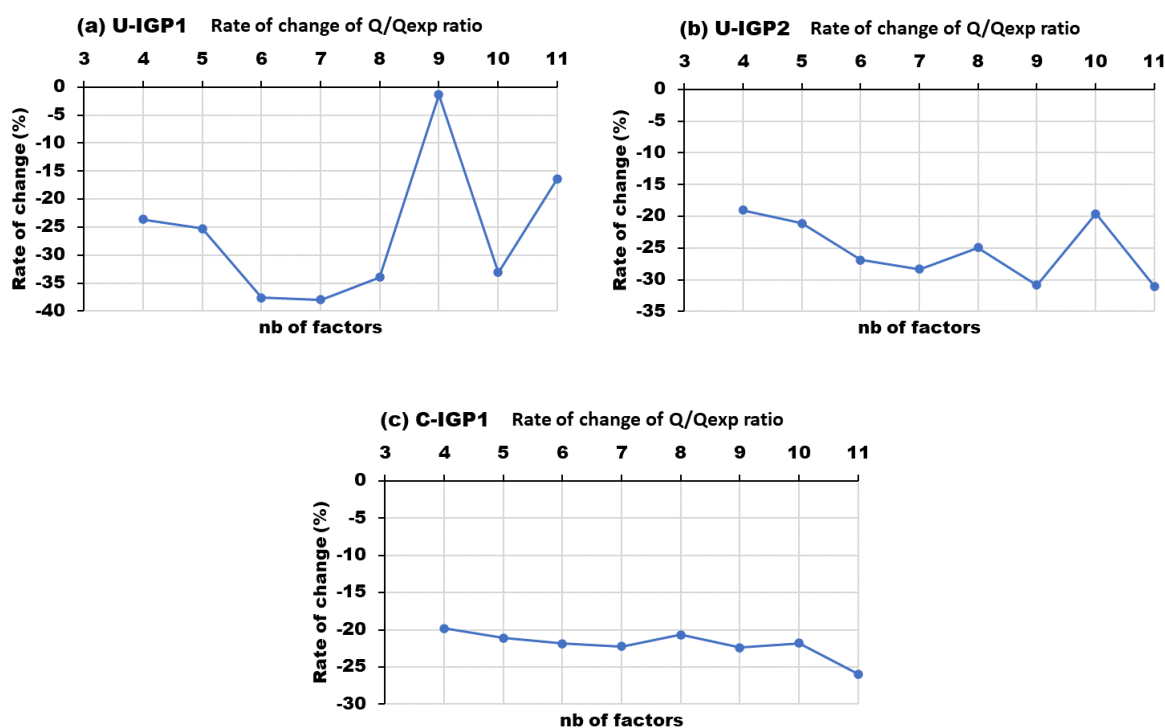 (a) U-IGP1 Rate of change of Q/Qexp ratio
3 4 5 6 7 8 9 10 11
0
-5
-10
-15
-20
-25
-30
-35
-40
Rate of change (%)
nb of factors
(b) U-IGP2 Rate of change of Q/Qexp ratio
3 4 5 6 7 8 9 10 11
0
-5
-10
-15
-20
-25
-30
-35
Rate of change (%)
nb of factors
(c) C-IGP1 Rate of change of Q/Qexp ratio
3 4 5 6 7 8 9 10 11
0
-5
-10
-15
-20
-25
-30
Rate of change (%)
nb of factors